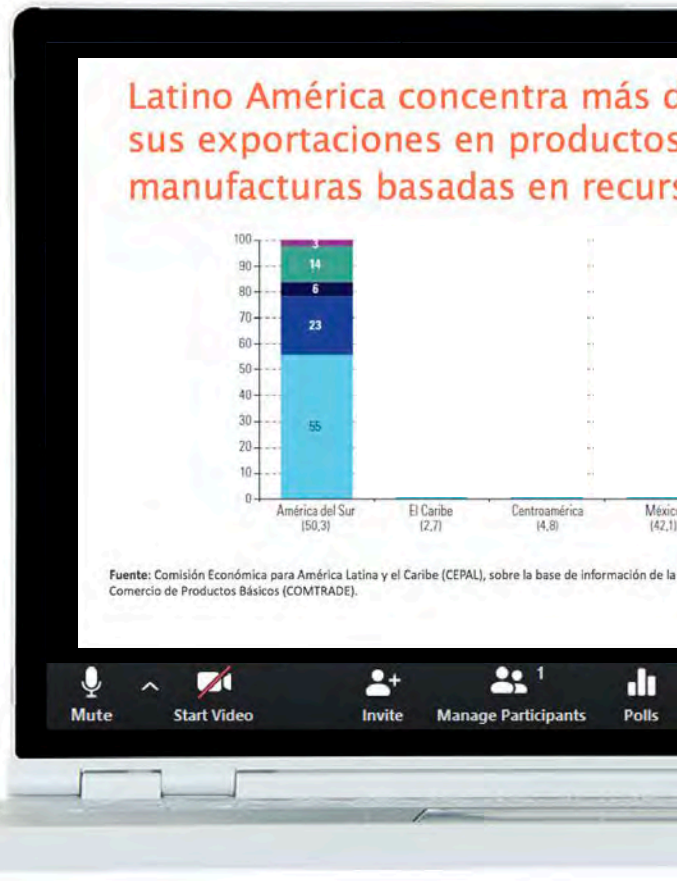 Latino América concentra más
sus exportaciones en productos
manufacturas basadas en
100
90
80
70
60
50
40
30
20
10
0
3
14
6
23
55
América del Sur
(50,3)
El Caribe
(2,7)
Centroamérica
(4,8)
México
(42,1)
Fuente: Comisión Económica para América Latina y el Caribe (CEPAL), sobre la base de información de la
Comercio de Productos Básicos (COMTRADE).
Mute
Start Video
Invite
1
Manage Participants
Polls